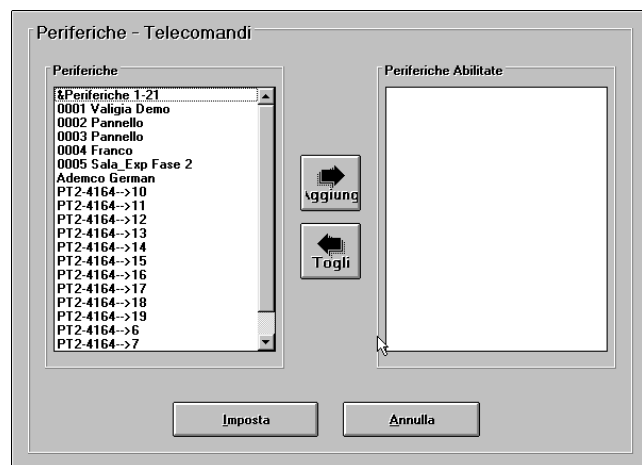 Periferiche - Telecomandi
Periferiche
&Periferiche 1-21
0001 Valigia Demo
0002 Pannello
0003 Pannello
0004 Franco
0005 Sala_Exp Fase 2
Ademco German
PT2-4164-->10
PT2-4164-->11
PT2-4164-->12
PT2-4164-->13
PT2-4164-->14
PT2-4164-->15
PT2-4164-->16
PT2-4164-->17
PT2-4164-->18
PT2-4164-->19
PT2-4164-->6
PT2-4164-->7
Aggiung
Togli
Periferiche Abilitate
Imposta
Annulla